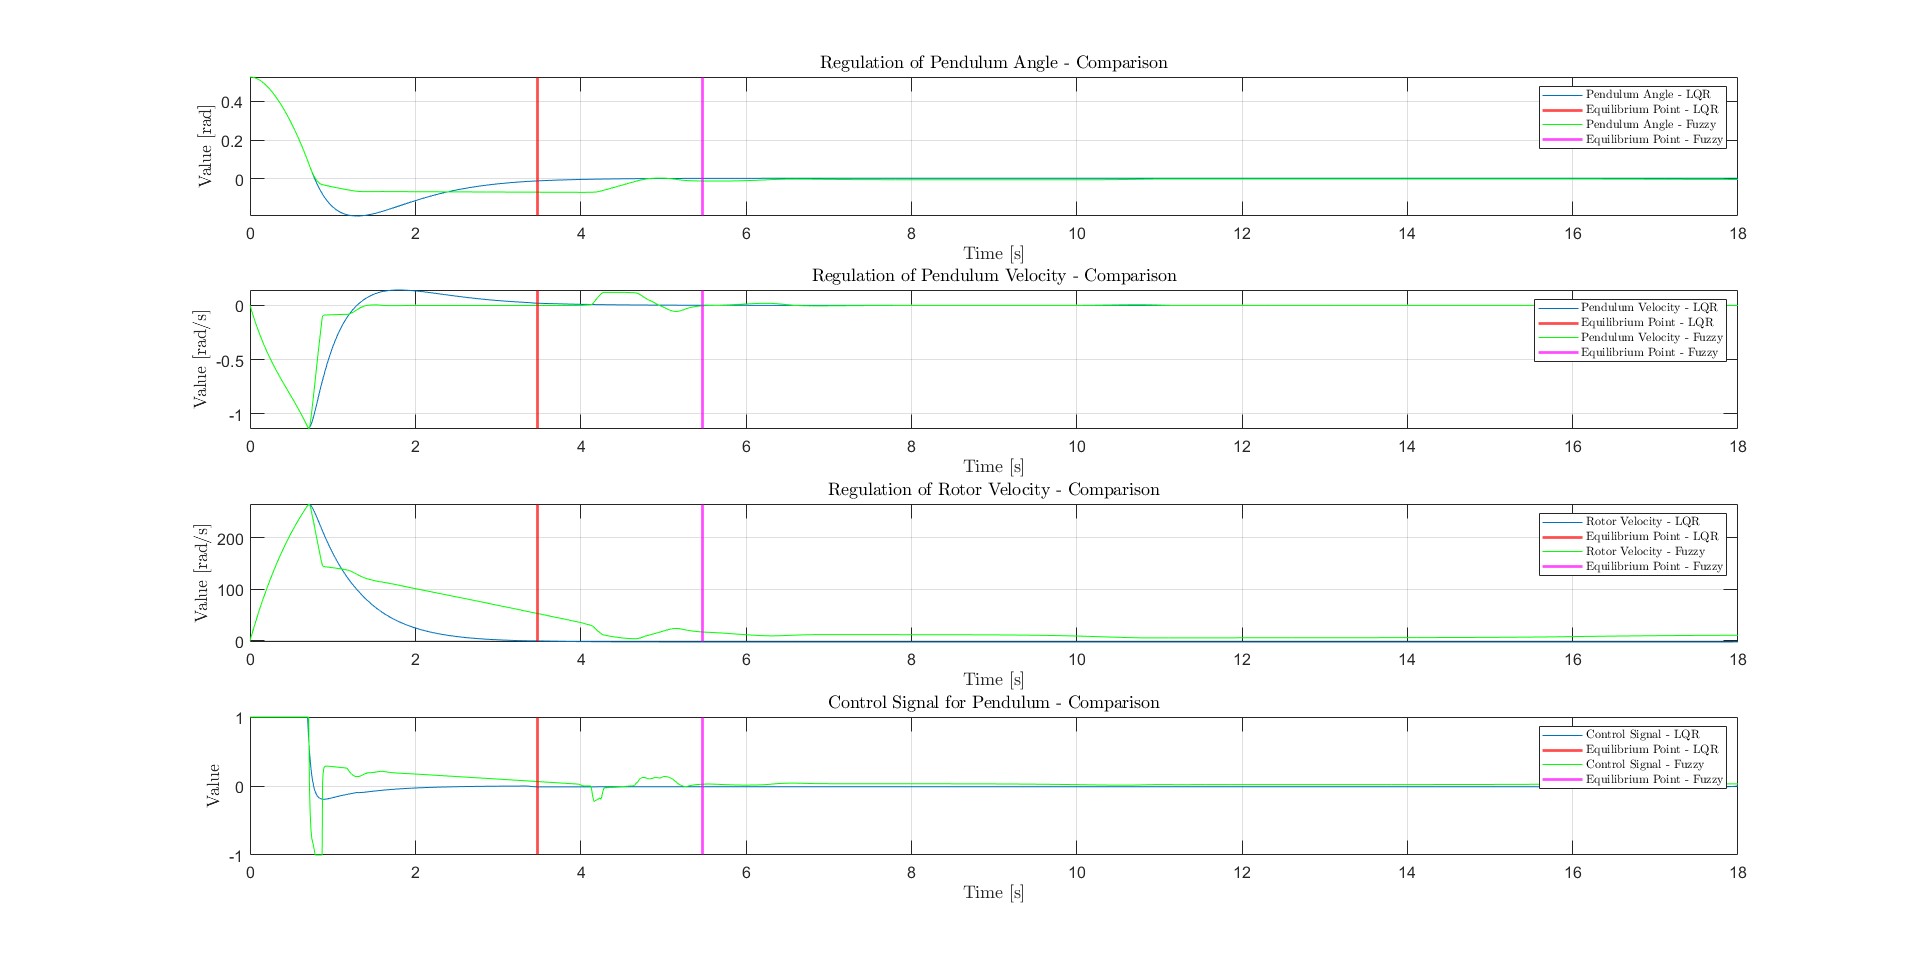 Regulation of Pendulum Angle - Comparison
Value [rad]
0.4
0.2
0
Pendulum Angle - LQR
Equilibrium Point - LQR
Pendulum Angle - Fuzzy
Equilibrium Point - Fuzzy
0 2 4 6 8 10 12 14 16 18
Time [s]
Regulation of Pendulum Velocity - Comparison
Value [rad/s]
0
-0.5
-1
Pendulum Velocity - LQR
Equilibrium Point - LQR
Pendulum Velocity - Fuzzy
Equilibrium Point - Fuzzy
0 2 4 6 8 10 12 14 16 18
Time [s]
Regulation of Rotor Velocity - Comparison
Value [rad/s]
200
100
0
Rotor Velocity - LQR
Equilibrium Point - LQR
Rotor Velocity - Fuzzy
Equilibrium Point - Fuzzy
0 2 4 6 8 10 12 14 16 18
Time [s]
Control Signal for Pendulum - Comparison
Value
1
0
-1
Control Signal - LQR
Equilibrium Point - LQR
Control Signal - Fuzzy
Equilibrium Point - Fuzzy
0 2 4 6 8 10 12 14 16 18
Time [s]